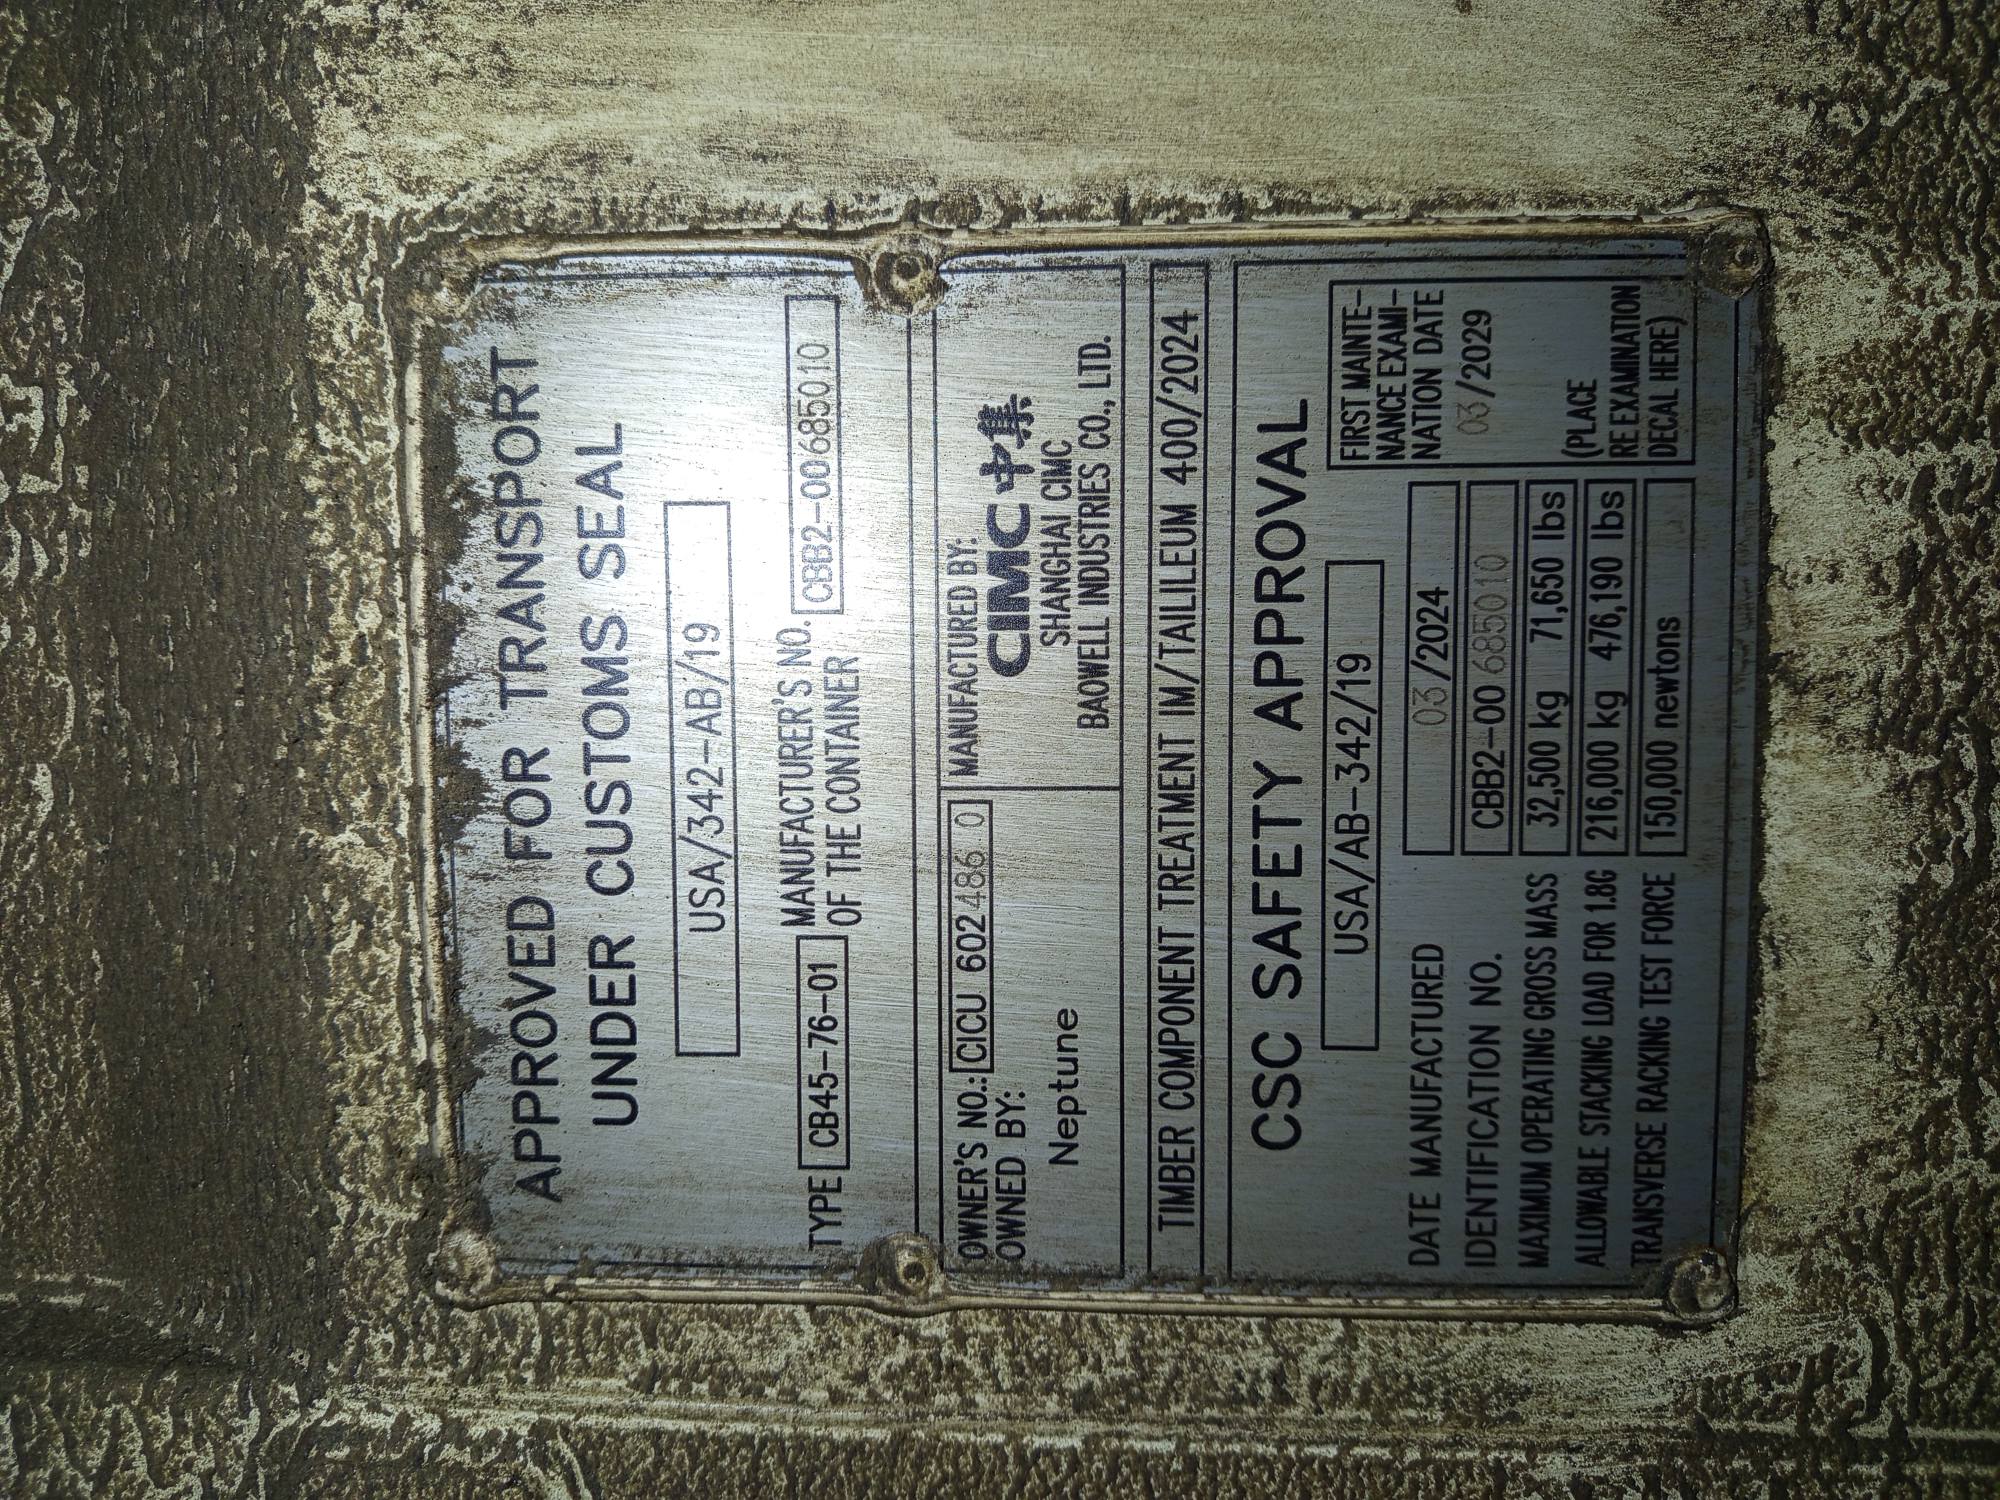 APPROVED FOR TRANSPORT
UNDER CUSTOMS SEAL
USA/342-AB/19
TYPE CB45-76-01 MANUFACTURER'S NO. OF THE CONTAINER CBB2-00685010
OWNER'S NO.: CICU 602 486 0
OWNED BY:
Neptune
MANUFACTURED BY:
CIMC 中集
SHANGHAI CIMC
BAOWELL INDUSTRIES CO., LTD.
TIMBER COMPONENT TREATMENT IM/TAILILEUM 400/2024
CSC SAFETY APPROVAL
USA/AB-342/19
DATE MANUFACTURED 03/2024
IDENTIFICATION NO. CBB2-00 685010
MAXIMUM OPERATING GROSS MASS 32,500 kg 71,650 lbs
ALLOWABLE STACKING LOAD FOR 1.8G 216,000 kg 476,190 lbs
TRANSVERSE RACKING TEST FORCE 150,000 newtons
FIRST MAINTE-
NANCE EXAMI-
NATION DATE
03/2029
(PLACE
RE EXAMINATION
DECAL HERE)